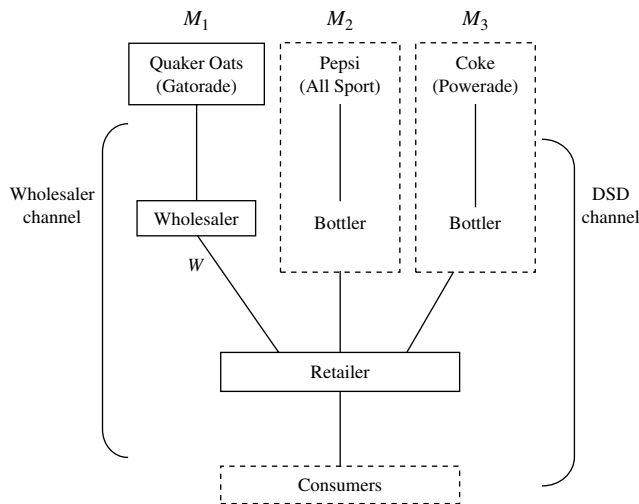 M1 M2 M3
Quaker Oats
(Gatorade)
Pepsi
(All Sport)
Coke
(Powerade)
Wholesaler
channel
DSD
channel
Wholesaler
Bottler
Bottler
W
Retailer
Consumers